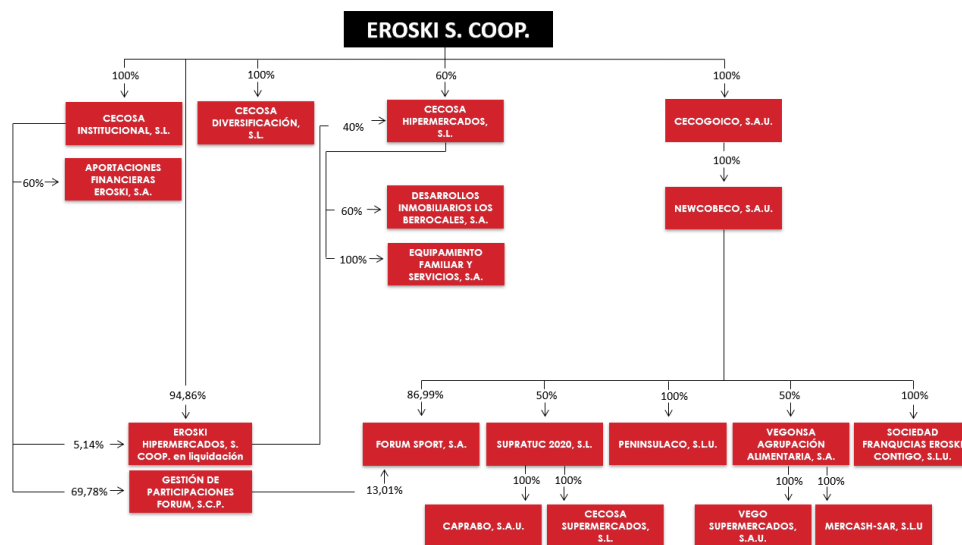 EROSKI S. COOP.
100%
100%
60%
100%
CECOSA
INSTITUCIONAL, S.L.
CECOSA
DIVERSIFICACIÓN,
S.L.
40%
CECOSA
HIPERMERCADOS,
S.L.
CECOGOICO, S.A.U.
100%
60%
APORTACIONES
FINANCIERAS
EROSKI, S.A.
60%
DESARROLLOS
INMOBILIARIOS LOS
BERROCALES, S.A.
NEWCOBECO, S.A.U.
100%
EQUIPAMIENTO
FAMILIAR Y
SERVICIOS, S.A.
94,86%
86,99%
50%
100%
50%
100%
5,14%
EROSKI
HIPERMERCADOS, S.
COOP. en liquidación
FORUM SPORT, S.A.
SUPRATUC 2020, S.L.
PENINSULACO, S.L.U.
VEGONSA
AGRUPACIÓN
ALIMENTARIA, S.A.
SOCIEDAD
FRANQUCIAS EROSKI
CONTIGO, S.L.U.
69,78%
GESTIÓN DE
PARTICIPACIONES
FORUM, S.C.P.
13,01%
100%
100%
100%
100%
CAPRABO, S.A.U.
CECOSA
SUPERMERCADOS,
S.L.
VEGO
SUPERMERCADOS,
S.A.U.
MERCASH-SAR, S.L.U